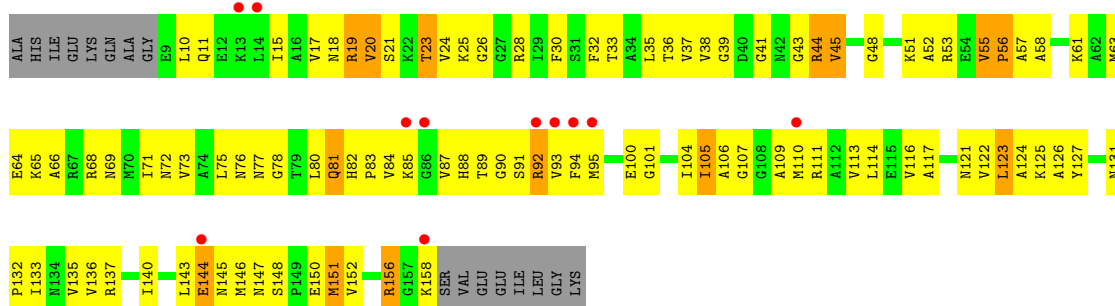 ALA HIS ILE GLU LYS GLN ALA GLY E9 L10 Q11 E12 K13 L14 I15 A16 V17 N18 R19 V20 S21 K22 T23 V24 K25 G26 G27 R28 I29 F30 S31 F32 T33 A34 L35 T36 V37 V38 G39 D40 G41 N42 G43 R44 V45 G48 K51 A52 R53 E54 V55 P56 A57 A58 K61 A62 M63
E64 K65 A66 R67 R68 N69 M70 I71 N72 V73 A74 L75 N76 N77 G78 T79 L80 Q81 H82 P83 V84 K85 G86 V87 H88 T89 G90 S91 R92 V93 F94 M95 E100 G101 I104 I105 A106 G107 G108 A109 M110 R111 A112 V113 L114 E115 V116 A117 N121 V122 L123 A124 K125 A126 Y127 N131
P132 I133 N134 V135 V136 R137 I140 L143 E144 N145 M146 N147 S148 P149 E150 M151 V152 R156 G157 K158 SER VAL GLU GLU ILE LEU GLY LYS